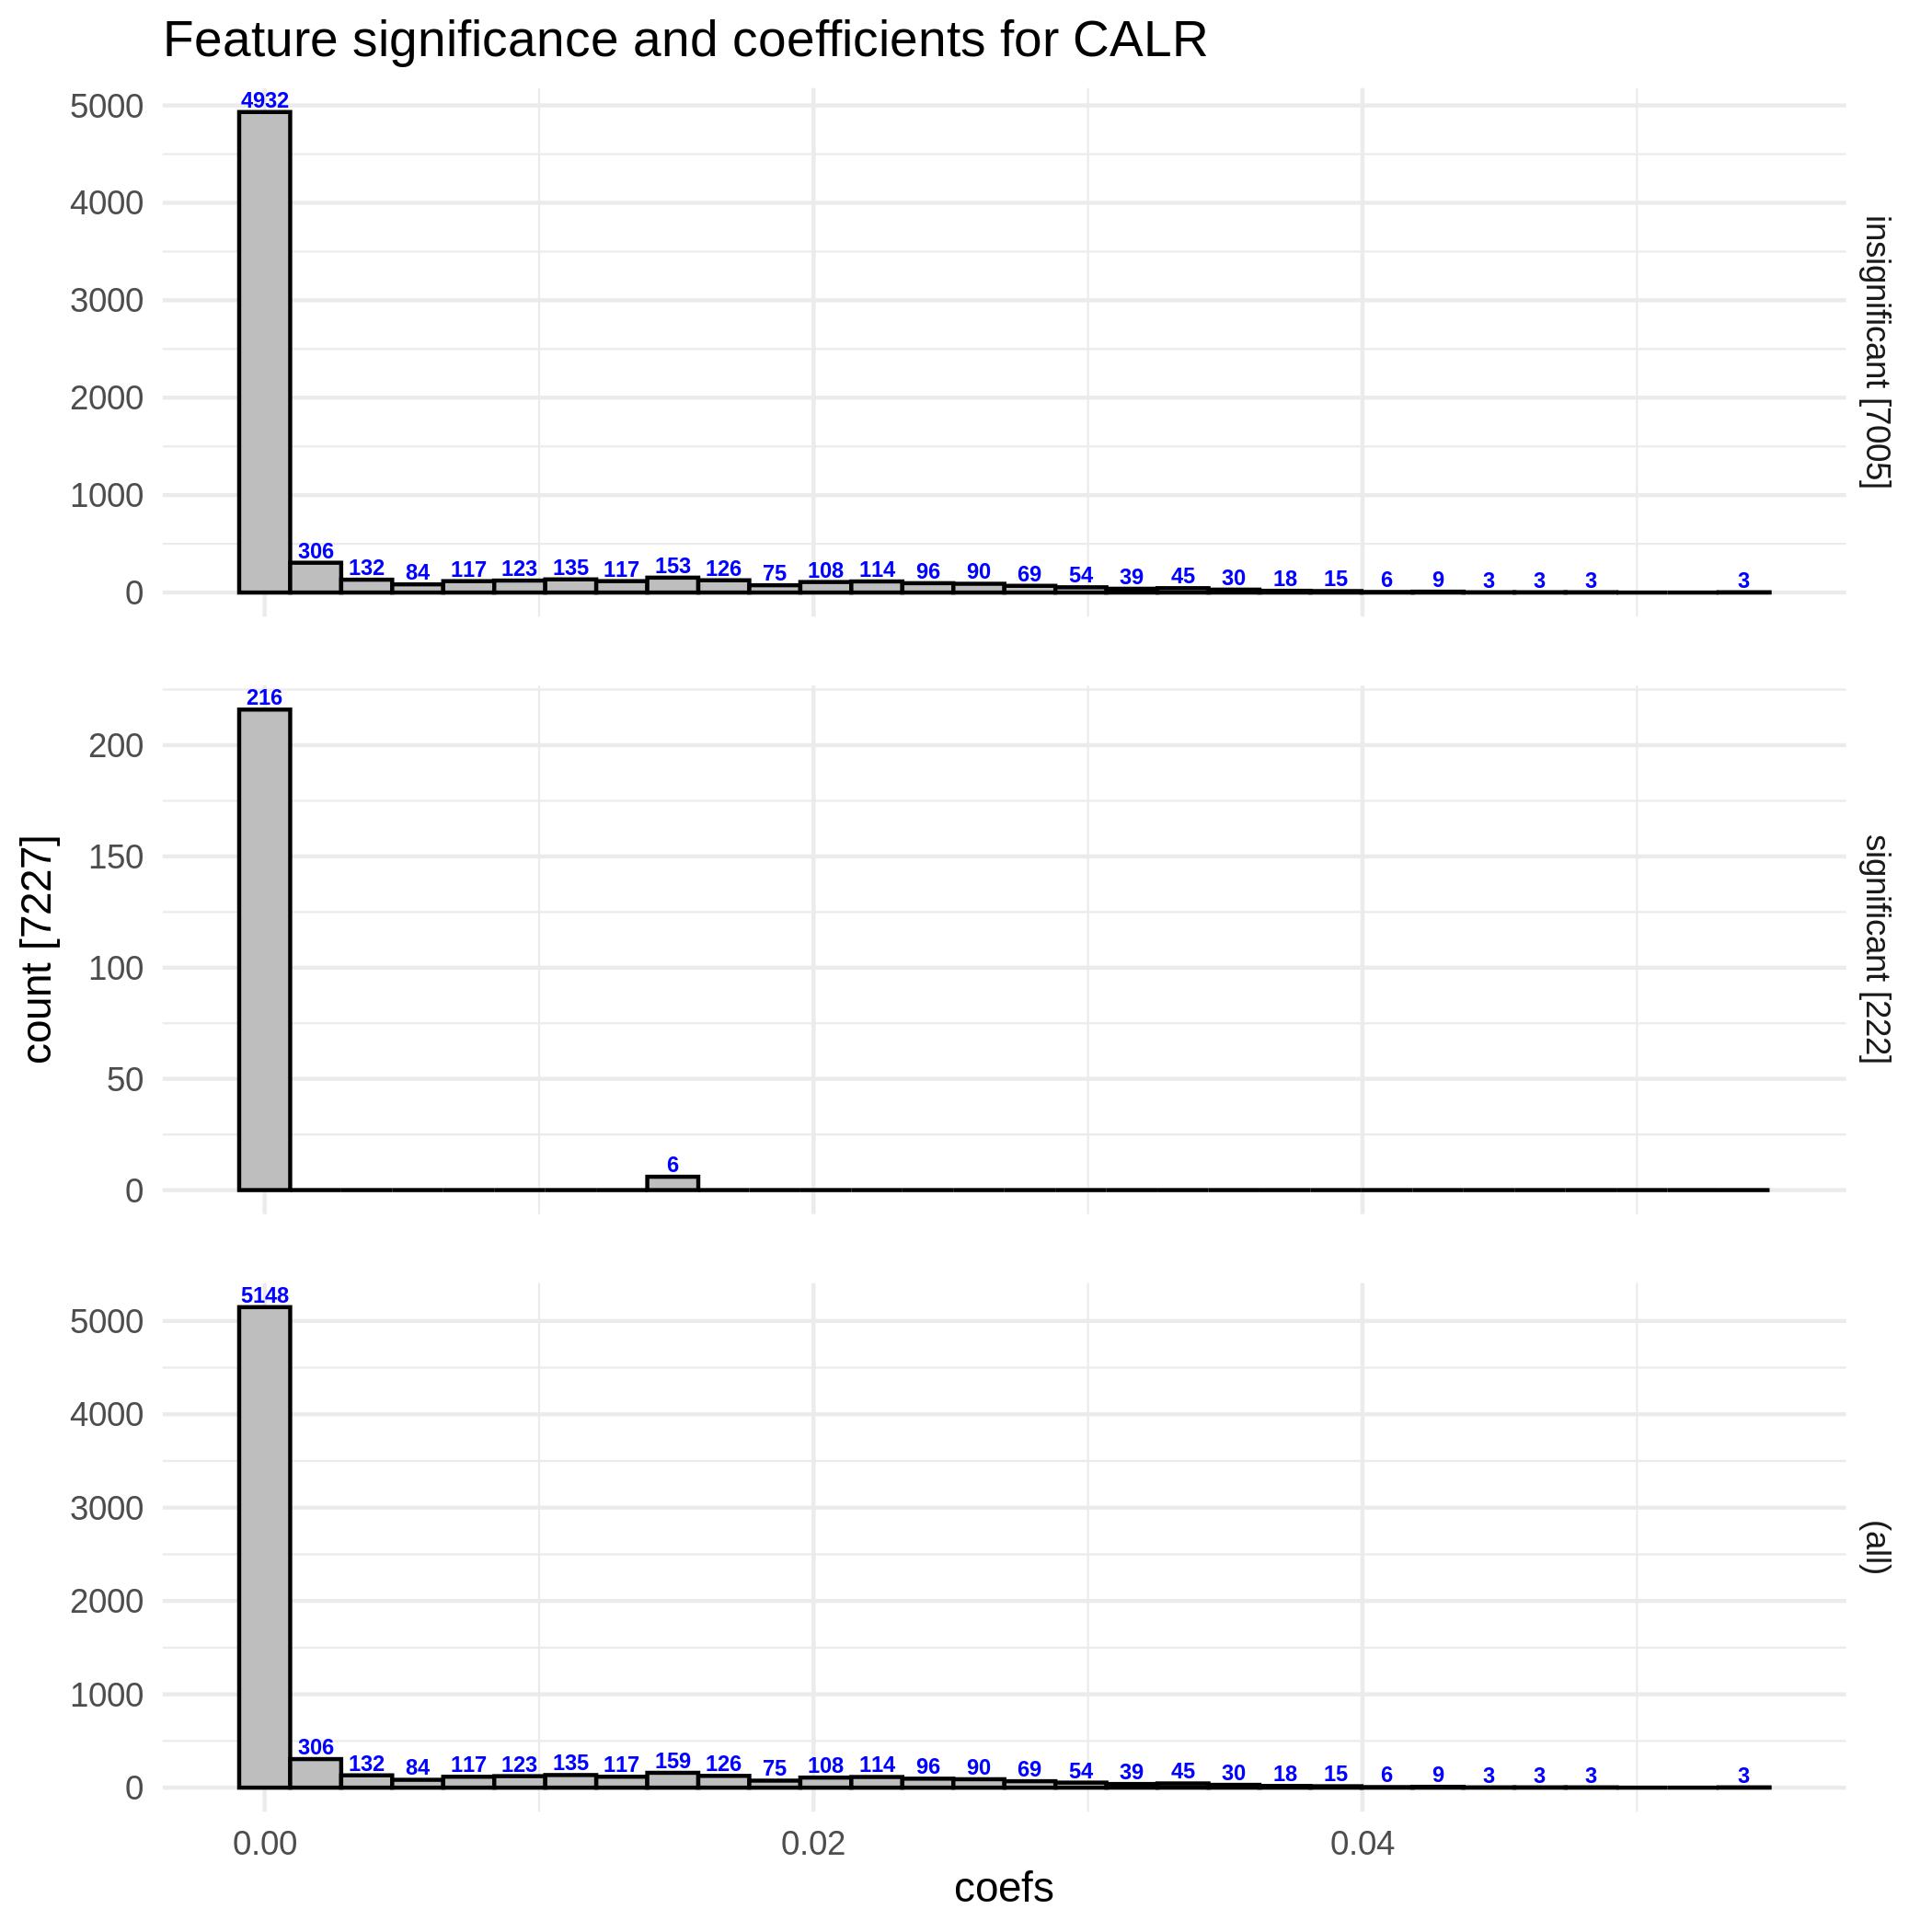 Feature significance and coefficients for CALR
count [7227]
5000
4000
3000
2000
1000
0
4932
306 132 84 117 123 135 117 153 126 75 108 114 96 90 69 54 39 45 30 18 15 6 9 3 3 3 3
insignificant [7005]
200
150
100
50
0
216
6
significant [222]
5000
4000
3000
2000
1000
0
5148
306 132 84 117 123 135 117 159 126 75 108 114 96 90 69 54 39 45 30 18 15 6 9 3 3 3 3
(all)
0.00 0.02 0.04
coefs